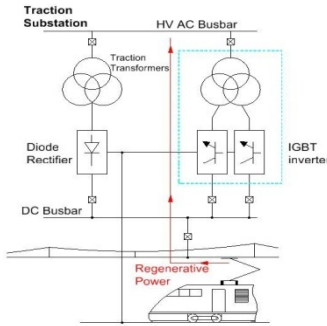 Traction
Substation
HV AC Busbar
Traction
Transformers
Diode
Rectifier
IGBT
inverter
DC Busbar
Regenerative
Power